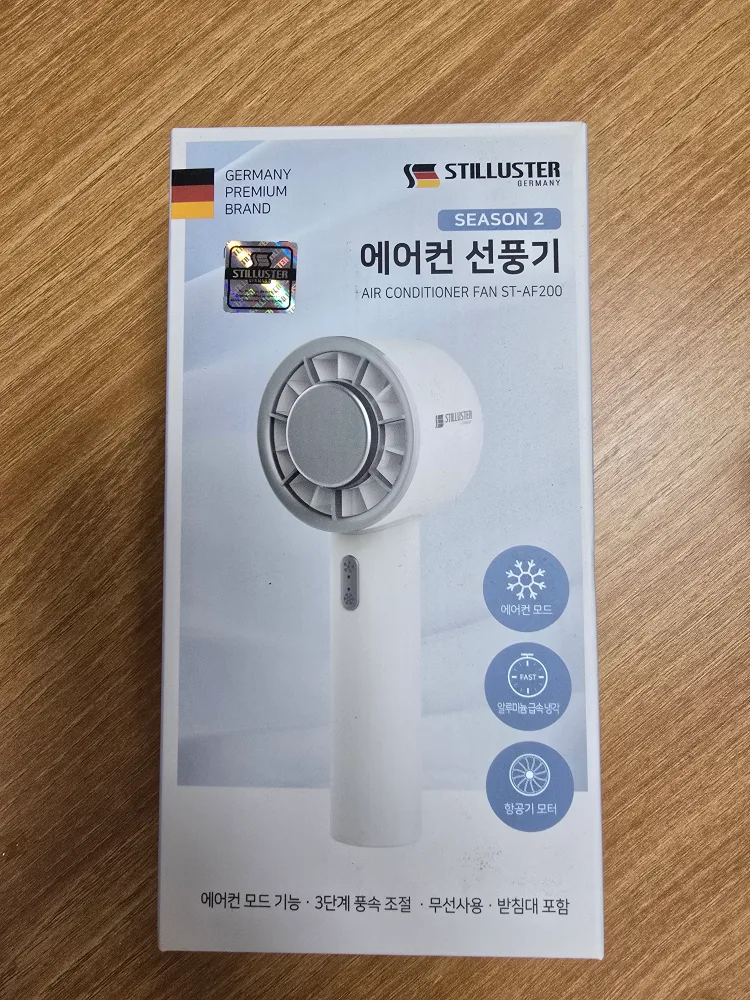 GERMANY
PREMIUM
BRAND
STILLUSTER
GERMANY
SEASON 2
에어컨 선풍기
AIR CONDITIONER FAN ST-AF200
STILLUSTER
GERMANY
STILLUSTER
에어컨 모드
FAST
알루미늄 급속 냉각
항공기 모터
에어컨 모드 기능 · 3단계 풍속 조절 · 무선사용 · 받침대 포함